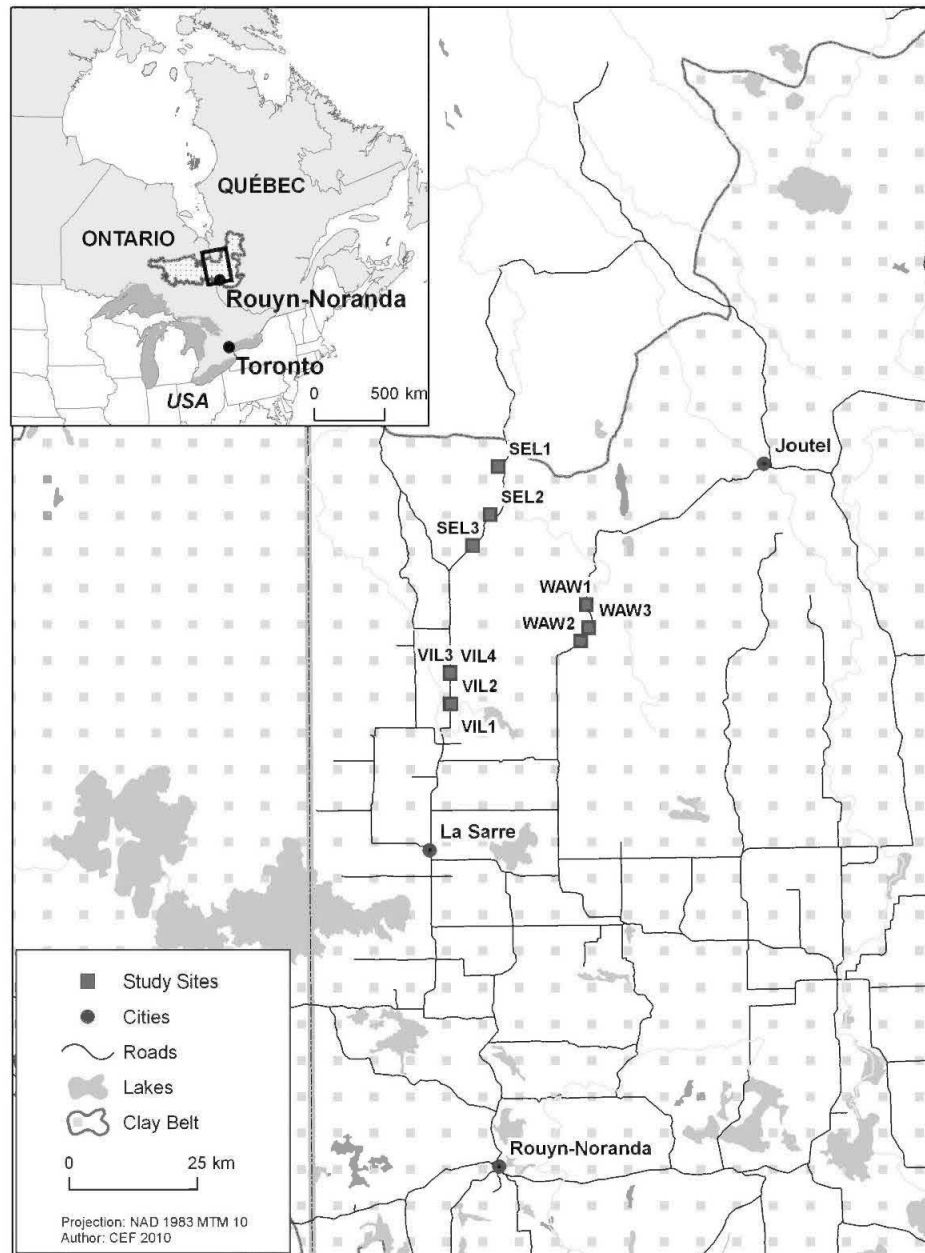 QUÉBEC
ONTARIO
Rouyn-Noranda
Toronto
USA
0 500 km
SEL1
Joutel
SEL2
SEL3
WAW1
WAW3
WAW2
VIL3 VIL4
VIL2
VIL1
La Sarre
Study Sites
Cities
Roads
Lakes
Clay Belt
0 25 km
Rouyn-Noranda
Projection: NAD 1983 MTM 10
Author: CEF 2010